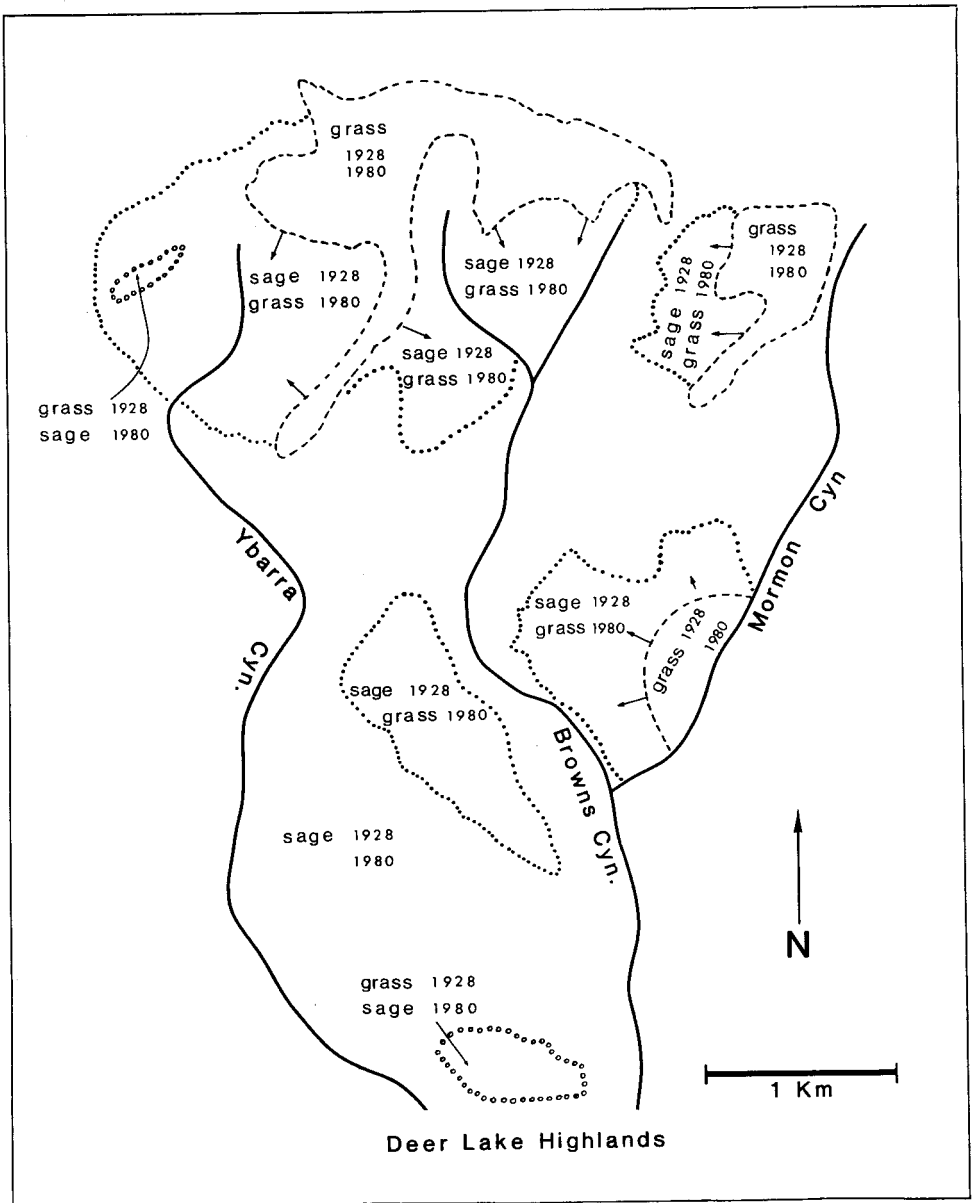 grass
1928
1980
grass
1928
1980
sage 1928
grass 1980
sage 1928
grass 1980
sage 1928
grass 1980
sage 1928
grass 1980
grass 1928
sage 1980
Ybarra
Cyn.
Mormon Cyn
sage 1928
grass 1980
grass 1928
1980
sage 1928
grass 1980
Browns Cyn.
sage 1928
1980
N
grass 1928
sage 1980
1 Km
Deer Lake Highlands